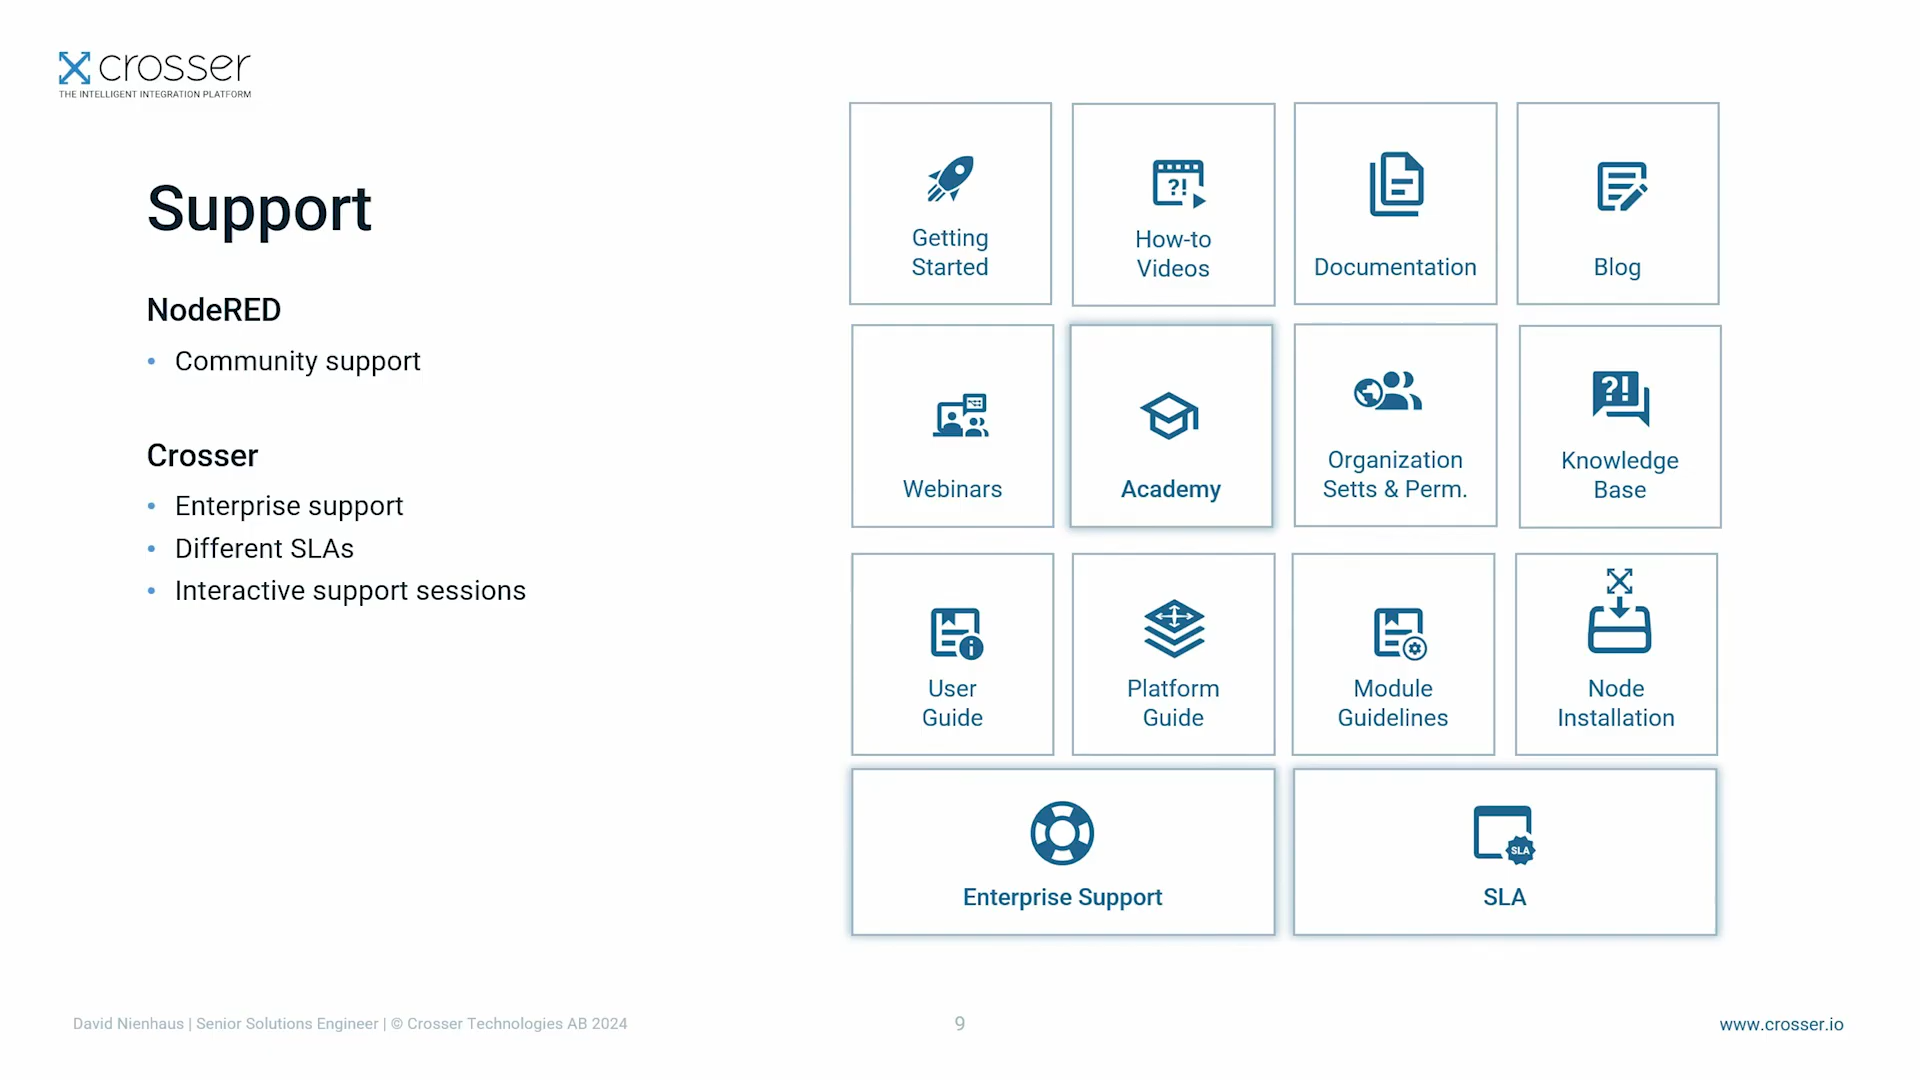 crosser
THE INTELLIGENT INTEGRATION PLATFORM
Support
NodeRED
• Community support
Crosser
• Enterprise support
• Different SLAs
• Interactive support sessions
Getting
Started
?!
How-to
Videos
Documentation
Blog
Webinars
Academy
Organization
Setts & Perm.
?!
Knowledge
Base
User
Guide
Platform
Guide
Module
Guidelines
Node
Installation
Enterprise Support
SLA
SLA
David Nienhaus | Senior Solutions Engineer | © Crosser Technologies AB 2024
9
www.crosser.io